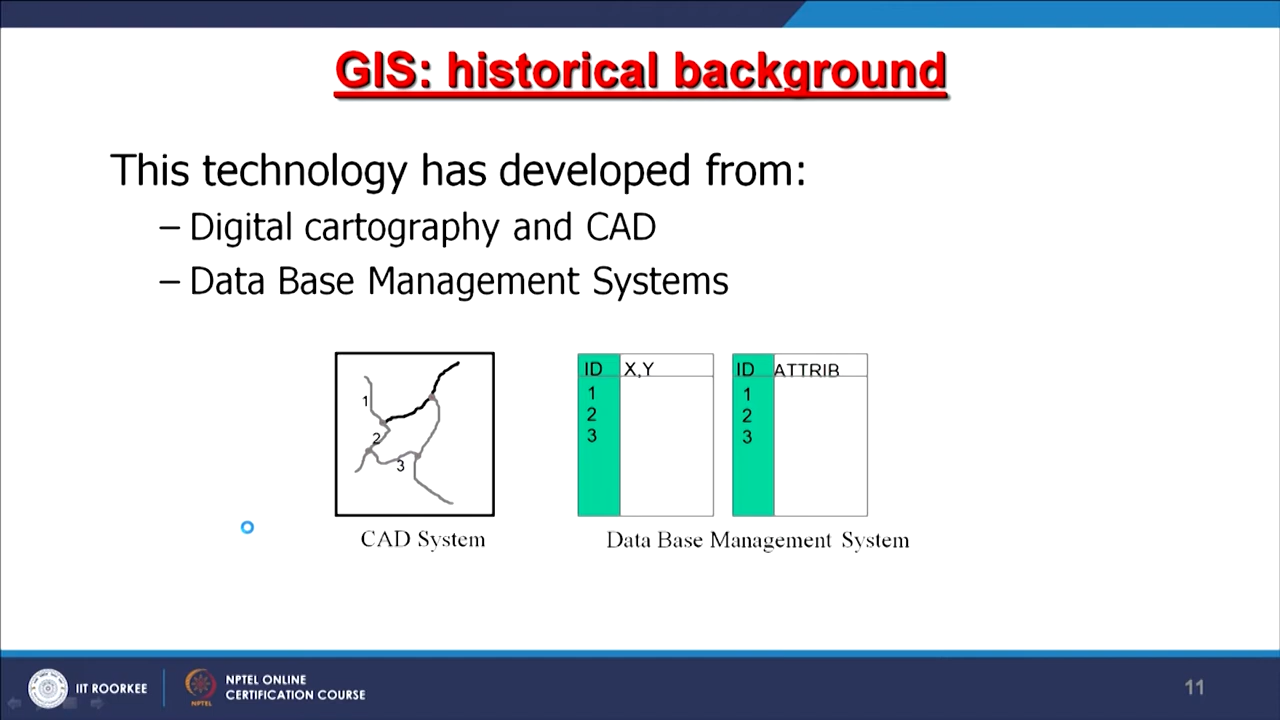 GIS: historical background
This technology has developed from:
– Digital cartography and CAD
– Data Base Management Systems
1
2
3
CAD System
ID X,Y
1
2
3
ID ATTRIB
1
2
3
Data Base Management System
IIT ROORKEE
NPTEL
NPTEL ONLINE
CERTIFICATION COURSE
11